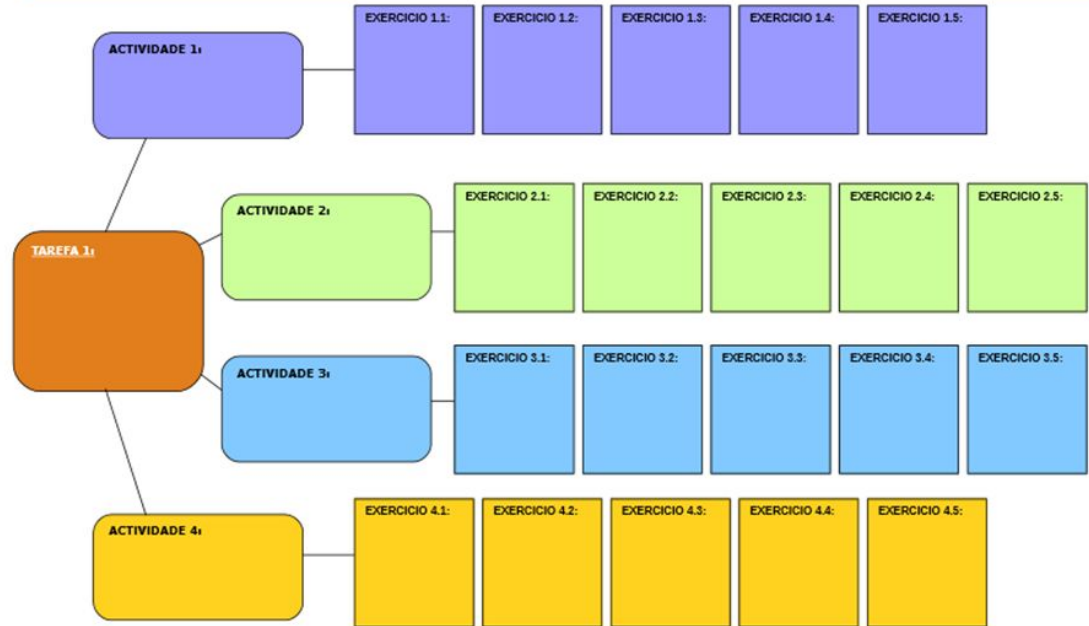 ACTIVIDADE 1:
EXERCICIO 1.1:
EXERCICIO 1.2:
EXERCICIO 1.3:
EXERCICIO 1.4:
EXERCICIO 1.5:
TAREFA 1:
ACTIVIDADE 2:
EXERCICIO 2.1:
EXERCICIO 2.2:
EXERCICIO 2.3:
EXERCICIO 2.4:
EXERCICIO 2.5:
ACTIVIDADE 3:
EXERCICIO 3.1:
EXERCICIO 3.2:
EXERCICIO 3.3:
EXERCICIO 3.4:
EXERCICIO 3.5:
ACTIVIDADE 4:
EXERCICIO 4.1:
EXERCICIO 4.2:
EXERCICIO 4.3:
EXERCICIO 4.4:
EXERCICIO 4.5: